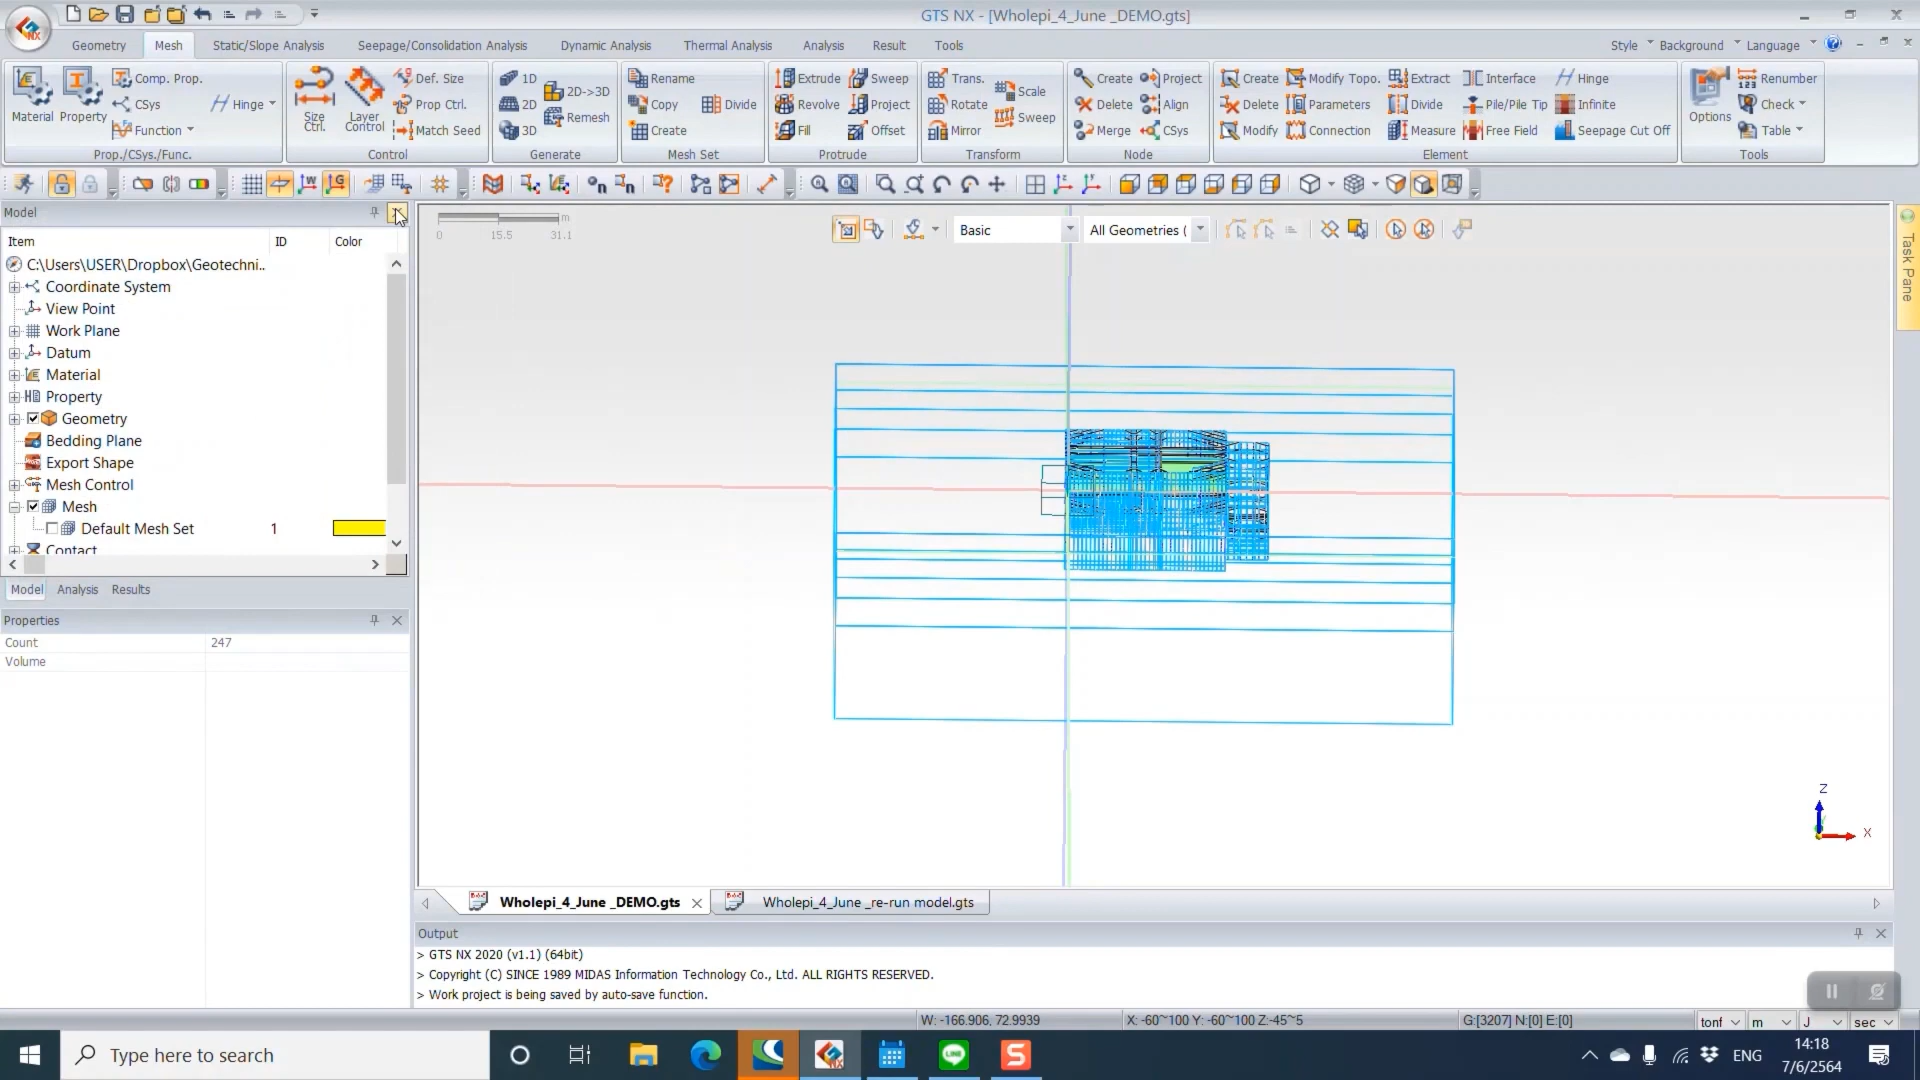 GTS NX - [Wholepi_4_June _DEMO.gts]
Geometry Mesh Static/Slope Analysis Seepage/Consolidation Analysis Dynamic Analysis Thermal Analysis Analysis Result Tools Style Background Language
Comp. Prop. Def. Size 1D 2D->3D Rename Extrude Sweep Trans. Scale Create Project Create Modify Topo. Extract Interface Hinge Renumber
CSys Hinge Prop Ctrl. 2D Remesh Copy Divide Revolve Project Rotate Sweep Delete Align Delete Parameters Divide Pile/Pile Tip Infinite Check
Material Property Size Ctrl. Layer Control Options
Function Match Seed 3D Create Fill Offset Mirror Merge CSys Modify Connection Measure Free Field Seepage Cut Off Table
Prop./CSys./Func. Control Generate Mesh Set Protrude Transform Node Element Tools
Model
Item ID Color
C:\Users\USER\Dropbox\Geotechni..
Coordinate System
View Point
Work Plane
Datum
Material
Property
Geometry
Bedding Plane
Export Shape
Mesh Control
Mesh
Default Mesh Set 1
Contact
Model Analysis Results
Properties
Count 247
Volume
m
0 15.5 31.1
Basic All Geometries (
Task Pane
Z
X
Wholepi_4_June _DEMO.gts Wholepi_4_June _re-run model.gts
Output
> GTS NX 2020 (v1.1) (64bit)
> Copyright (C) SINCE 1989 MIDAS Information Technology Co., Ltd. ALL RIGHTS RESERVED.
> Work project is being saved by auto-save function.
W: -166.906, 72.9939 X: -60~100 Y: -60~100 Z:-45~5 G:[3207] N:[0] E:[0] tonf m J sec
Type here to search
LINE
S
ENG
14:18
7/6/2564